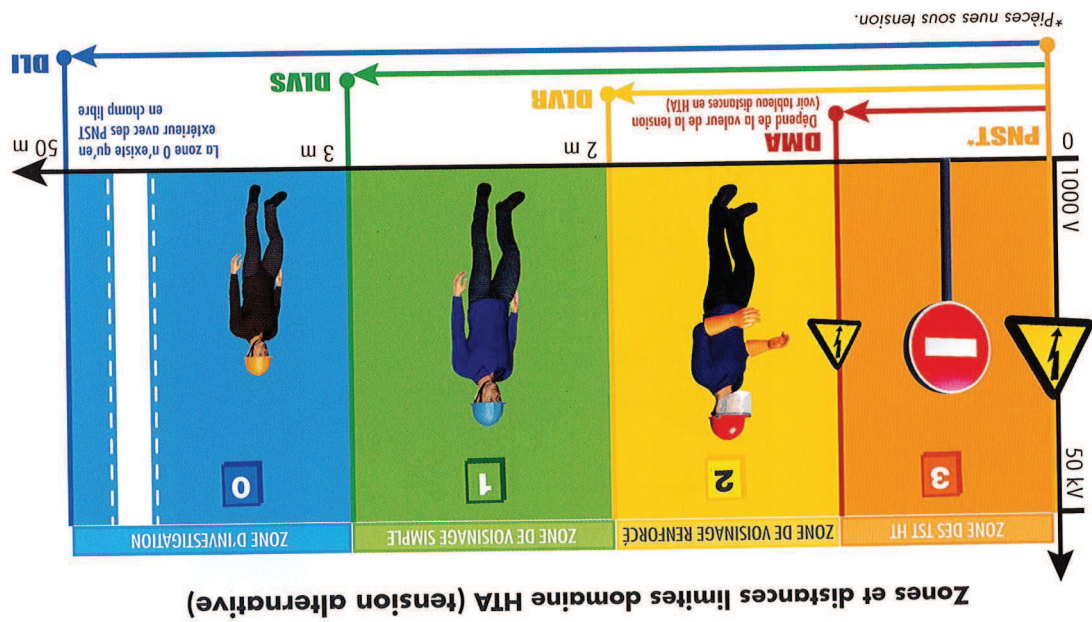 Zones et distances limites domaine HTA (tension alternative)
50 kV
ZONE DES TST HT
ZONE DE VOISINAGE RENFORCÉ
ZONE DE VOISINAGE SIMPLE
ZONE D'INVESTIGATION
3
2
1
0
1000 V
0
2 m
3 m
50 m
PNST*
DMA
Dépend de la valeur de la tension
(voir tableau distances en HTA)
DLVR
DLVS
La zone 0 n'existe qu'en
extérieur avec des PNST
en champ libre
DLI
*Pièces nues sous tension.